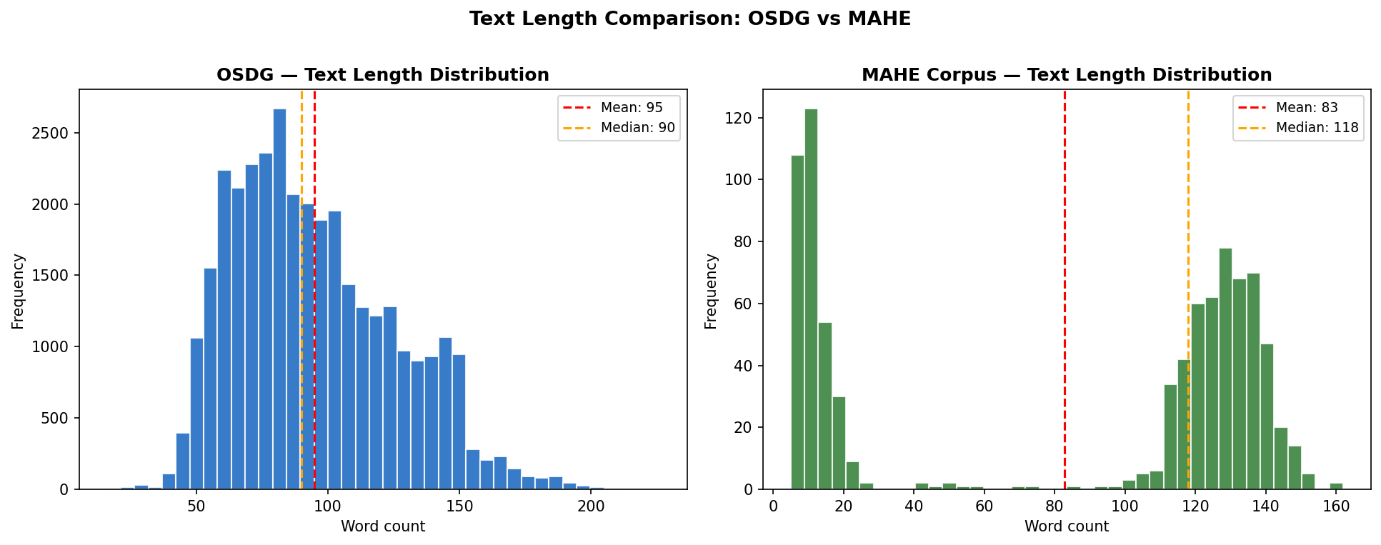 Text Length Comparison: OSDG vs MAHE
OSDG — Text Length Distribution
Mean: 95
Median: 90
Frequency
2500
2000
1500
1000
500
0
50
100
150
200
Word count
MAHE Corpus — Text Length Distribution
Mean: 83
Median: 118
Frequency
120
100
80
60
40
20
0
0
20
40
60
80
100
120
140
160
Word count